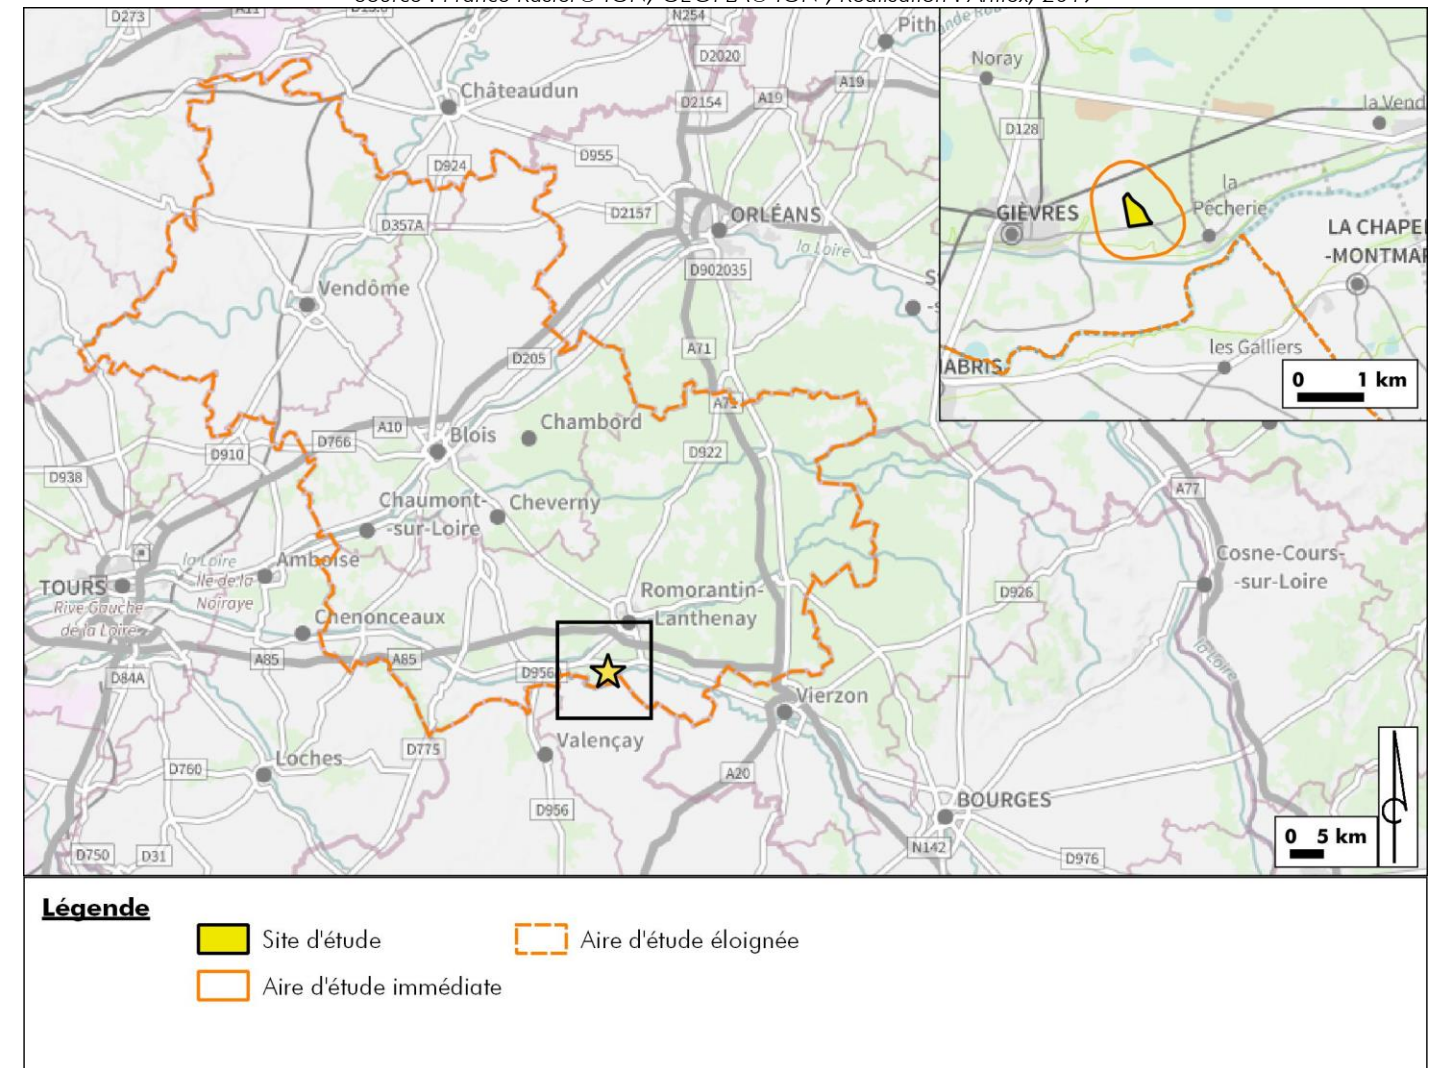 D273
A11
N254
D2020
Pith
Châteaudun
D2154
A19
A19
D924
D955
D2157
ORLÉANS
la Loire
D357A
D902035
Vendôme
D205
A71
A71
Chambord
A10
Blois
D766
D910
D922
D938
Chaumont-
-sur-Loire
Cheverny
A77
Cosne-Cours-
-sur-Loire
la Loire
Amboise
Ile de la
Noiraye
TOURS
Rive Gauche
de la Loire
Chenonceaux
Romorantin-
-Lanthenay
D926
A85
A85
D956A
D84A
Vierzon
la Loire
D775
Valençay
Loches
D760
A20
D956
BOURGES
N142
D976
D750
D31
0 5 km
Noray
la Vend
D128
GIÈVRES
la
Pêcherie
LA CHAPE
-MONTMA
les Galliers
ABRIS
0 1 km
Légende
Site d'étude
Aire d'étude éloignée
Aire d'étude immédiate